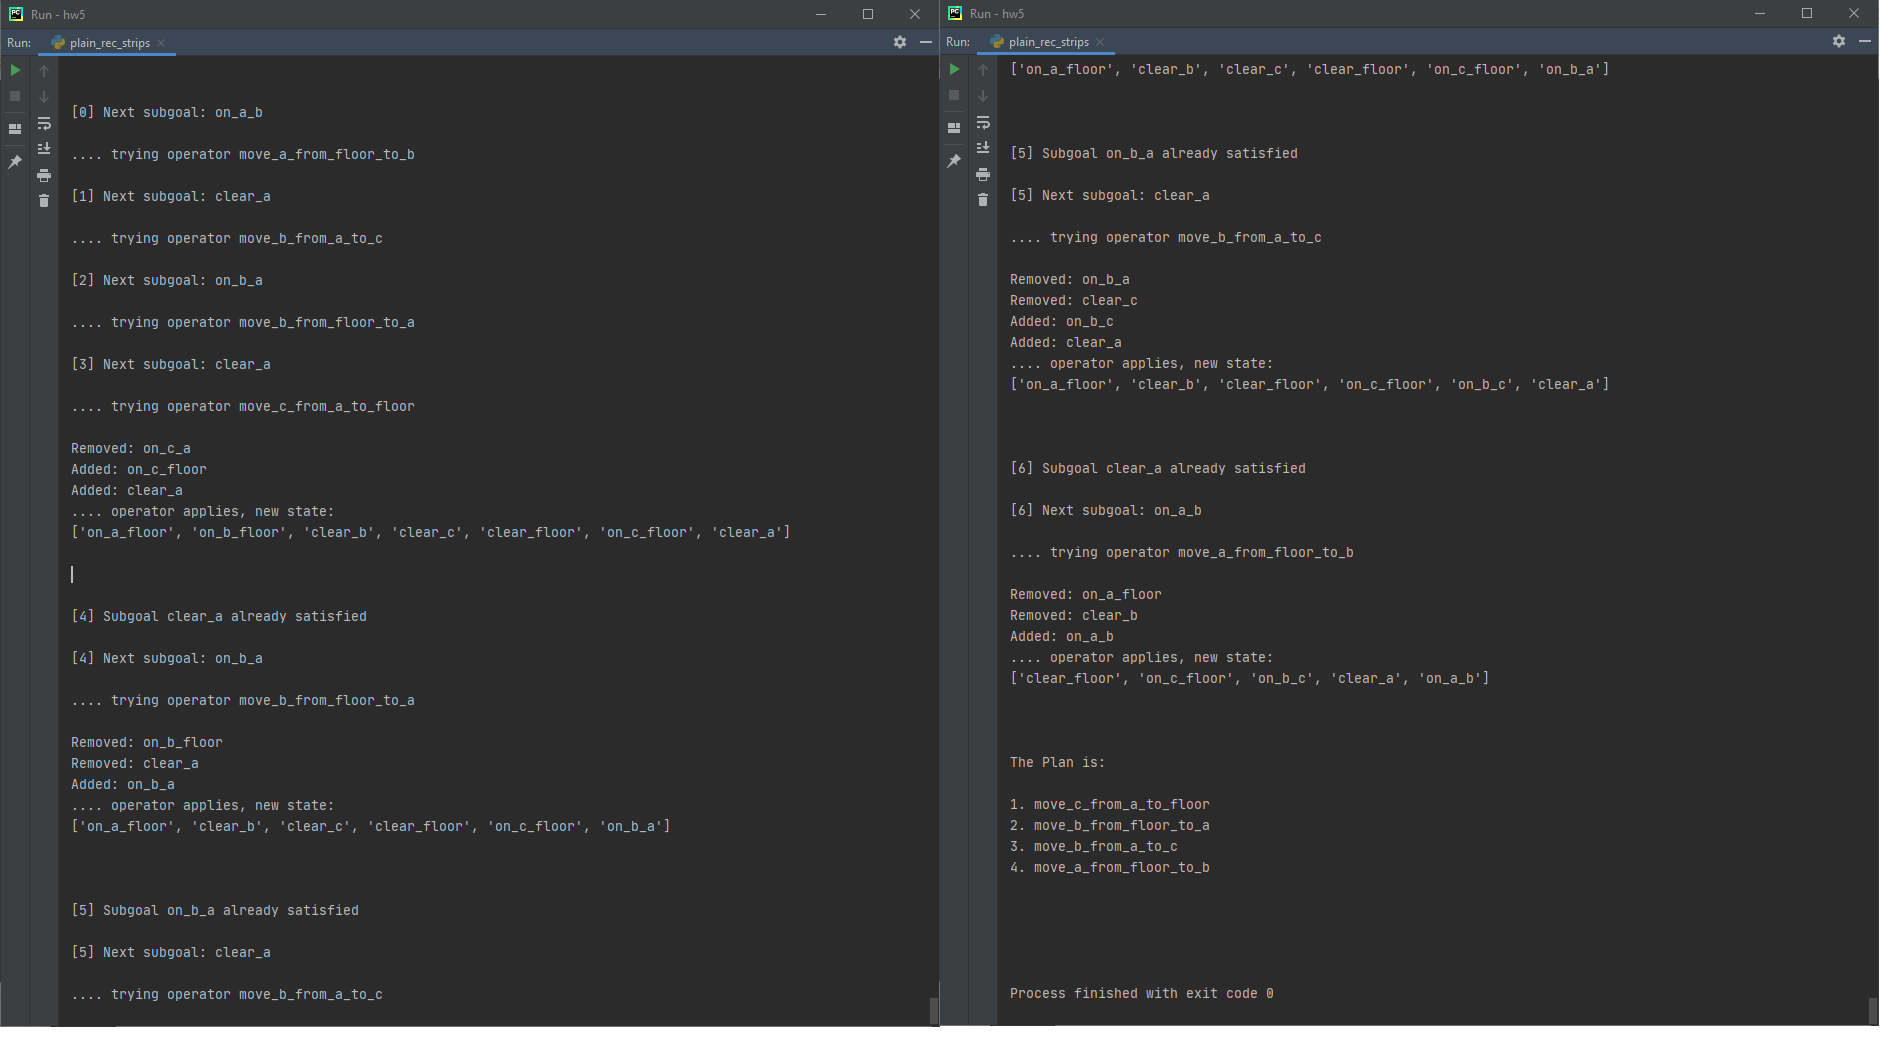 PC Run - hw5
Run: plain_rec_strips
[0] Next subgoal: on_a_b
.... trying operator move_a_from_floor_to_b
[1] Next subgoal: clear_a
.... trying operator move_b_from_a_to_c
[2] Next subgoal: on_b_a
.... trying operator move_b_from_floor_to_a
[3] Next subgoal: clear_a
.... trying operator move_c_from_a_to_floor
Removed: on_c_a
Added: on_c_floor
Added: clear_a
.... operator applies, new state:
['on_a_floor', 'on_b_floor', 'clear_b', 'clear_c', 'clear_floor', 'on_c_floor', 'clear_a']
[4] Subgoal clear_a already satisfied
[4] Next subgoal: on_b_a
.... trying operator move_b_from_floor_to_a
Removed: on_b_floor
Removed: clear_a
Added: on_b_a
.... operator applies, new state:
['on_a_floor', 'clear_b', 'clear_c', 'clear_floor', 'on_c_floor', 'on_b_a']
[5] Subgoal on_b_a already satisfied
[5] Next subgoal: clear_a
.... trying operator move_b_from_a_to_c
PC Run - hw5
Run: plain_rec_strips
['on_a_floor', 'clear_b', 'clear_c', 'clear_floor', 'on_c_floor', 'on_b_a']
[5] Subgoal on_b_a already satisfied
[5] Next subgoal: clear_a
.... trying operator move_b_from_a_to_c
Removed: on_b_a
Removed: clear_c
Added: on_b_c
Added: clear_a
.... operator applies, new state:
['on_a_floor', 'clear_b', 'clear_floor', 'on_c_floor', 'on_b_c', 'clear_a']
[6] Subgoal clear_a already satisfied
[6] Next subgoal: on_a_b
.... trying operator move_a_from_floor_to_b
Removed: on_a_floor
Removed: clear_b
Added: on_a_b
.... operator applies, new state:
['clear_floor', 'on_c_floor', 'on_b_c', 'clear_a', 'on_a_b']
The Plan is:
1. move_c_from_a_to_floor
2. move_b_from_floor_to_a
3. move_b_from_a_to_c
4. move_a_from_floor_to_b
Process finished with exit code 0